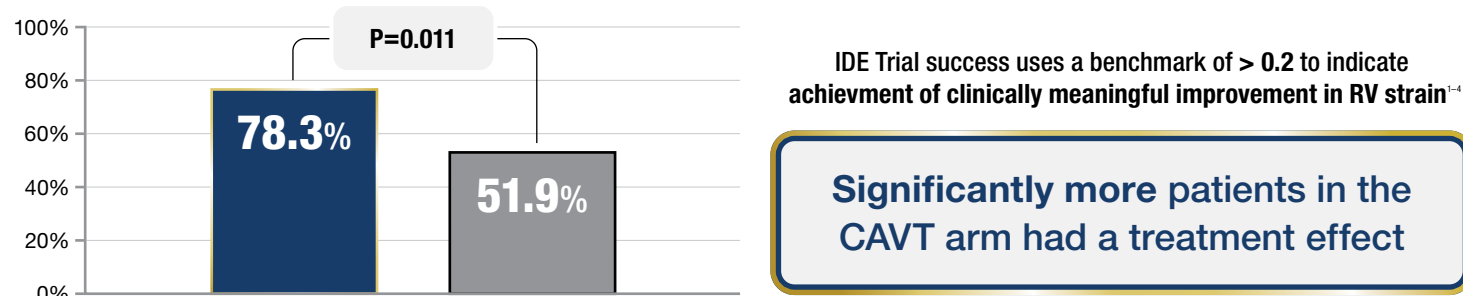 100%
80%
60%
40%
20%
0%
P=0.011
78.3%
51.9%
IDE Trial success uses a benchmark of > 0.2 to indicate
achievment of clinically meaningful improvement in RV strain¹⁻⁴
Significantly more patients in the
CAVT arm had a treatment effect